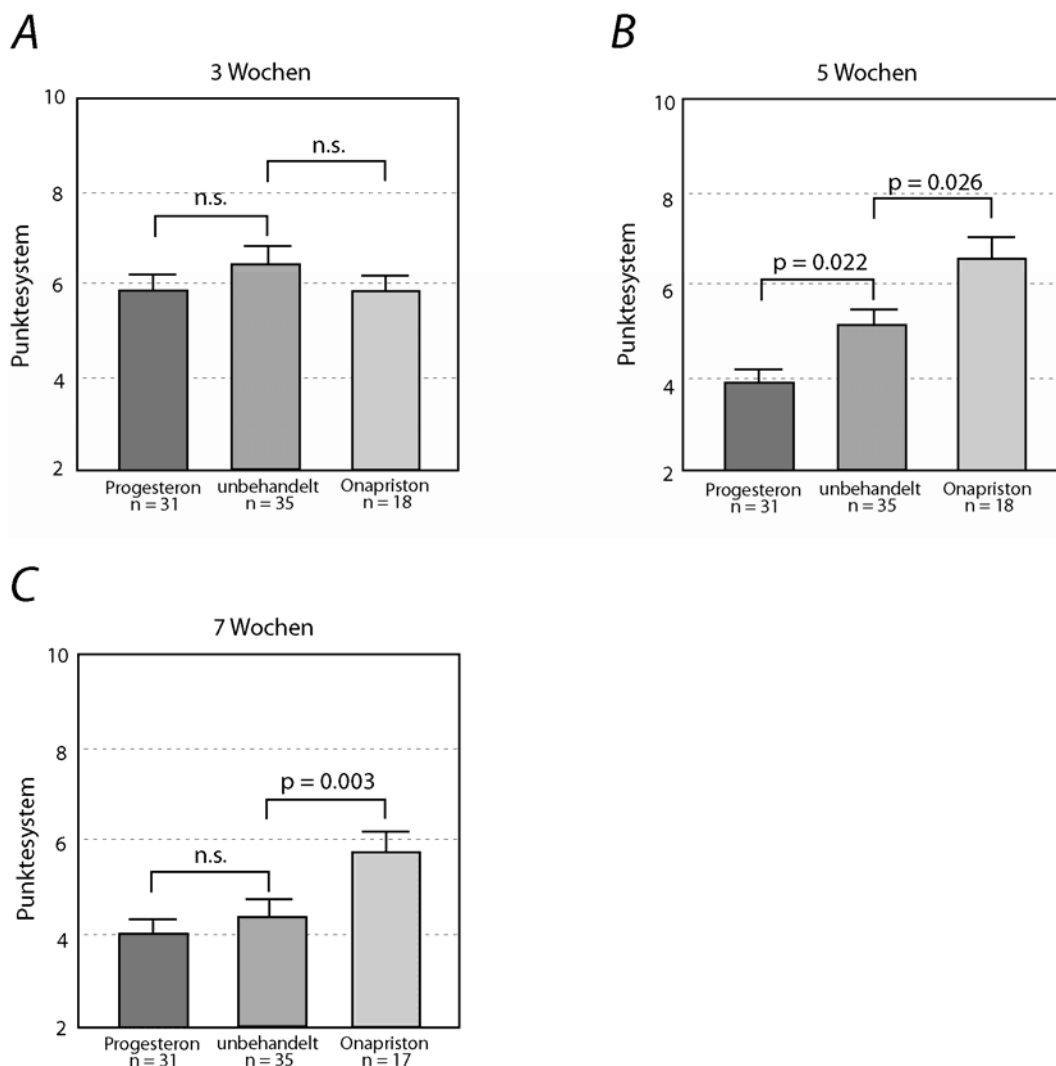 A
3 Wochen
10
8
6
4
2
Punktesystem
n.s.
n.s.
Progesteron unbehandelt Onapriston
n = 31 n = 35 n = 18
B
5 Wochen
10
8
6
4
2
Punktesystem
p = 0.026
p = 0.022
Progesteron unbehandelt Onapriston
n = 31 n = 35 n = 18
C
7 Wochen
10
8
6
4
2
Punktesystem
p = 0.003
n.s.
Progesteron unbehandelt Onapriston
n = 31 n = 35 n = 17